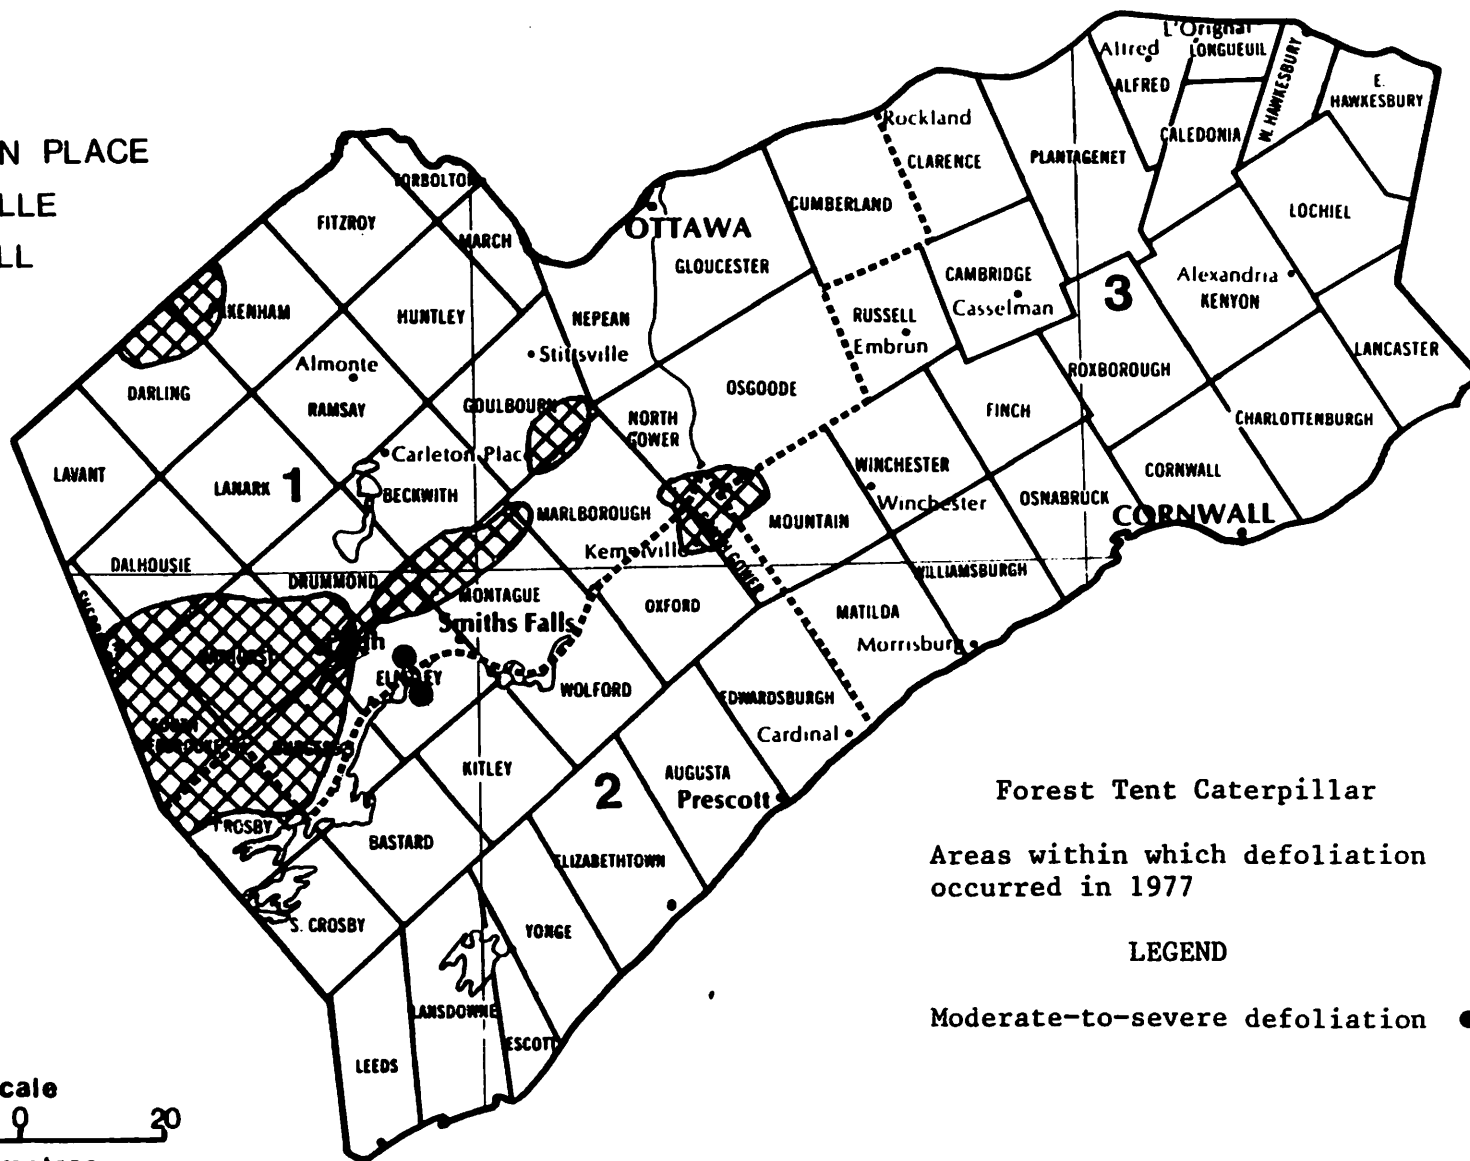 N PLACE
LLE
LL
L'Orignal
Alfred
LONGUEUIL
ALFRED
W. HAWKESBURY
E.
HAWKESBURY
CALEDONIA
Rockland
CLARENCE
PLANTAGENET
LOCHIEL
TORBOLTON
FITZROY
MARCH
OTTAWA
CUMBERLAND
GLOUCESTER
CAMBRIDGE
Casselman
3
Alexandria
KENYON
HUNTLEY
NEPEAN
Stittsville
RUSSELL
Embrun
LANCASTER
Almonte
DARLING
RAMSAY
GOULBOURN
NORTH
GOWER
OSGOODE
ROXBOROUGH
FINCH
CHARLOTTENBURGH
LAVANT
LANARK
1
Carleton Place
BECKWITH
MARLBOROUGH
WINCHESTER
Winchester
MOUNTAIN
OSNABRUCK
CORNWALL
CORNWALL
Kemptville
DALHOUSIE
DRUMMOND
MONTAGUE
Smiths Falls
OXFORD
GOWER
WILLIAMSBURGH
MATILDA
Morrisburg
ELMSLEY
WOLFORD
EDWARDSBURGH
Cardinal
SOUTH
BURGESS
KITLEY
2
AUGUSTA
Prescott
CROSBY
BASTARD
ELIZABETHTOWN
S. CROSBY
YONGE
LANSDOWNE
ESCOTT
LEEDS
Forest Tent Caterpillar
Areas within which defoliation
occurred in 1977
LEGEND
Moderate-to-severe defoliation
cale
0 20